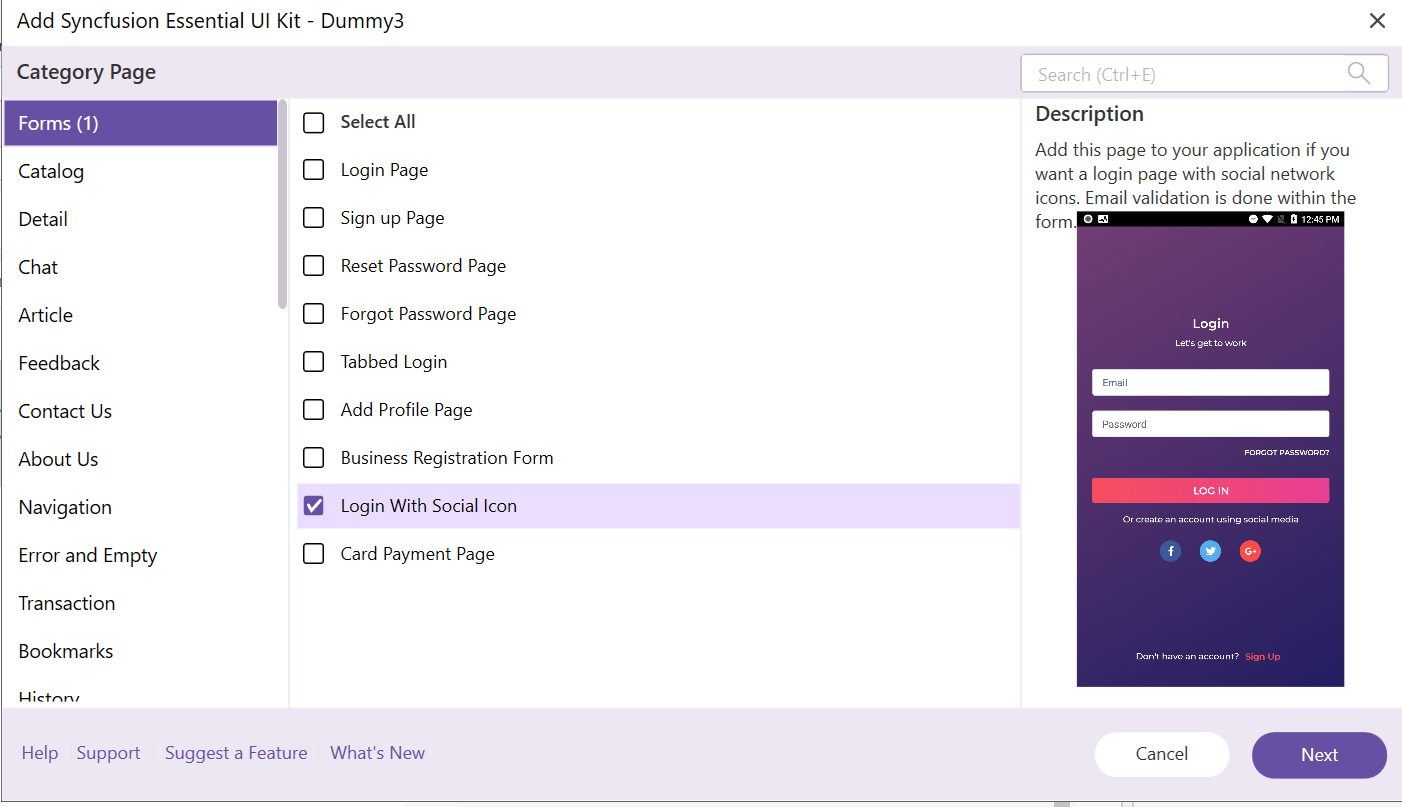 Add Syncfusion Essential UI Kit - Dummy3
Category Page
Search (Ctrl+E)
Forms (1)
Catalog
Detail
Chat
Article
Feedback
Contact Us
About Us
Navigation
Error and Empty
Transaction
Bookmarks
History
Select All
Login Page
Sign up Page
Reset Password Page
Forgot Password Page
Tabbed Login
Add Profile Page
Business Registration Form
Login With Social Icon
Card Payment Page
Description
Add this page to your application if you
want a login page with social network
icons. Email validation is done within the
form.
12:45 PM
Login
Let's get to work
Email
Password
FORGOT PASSWORD?
LOG IN
Or create an account using social media
f
G+
Don't have an account? Sign Up
Help Support Suggest a Feature What's New
Cancel
Next